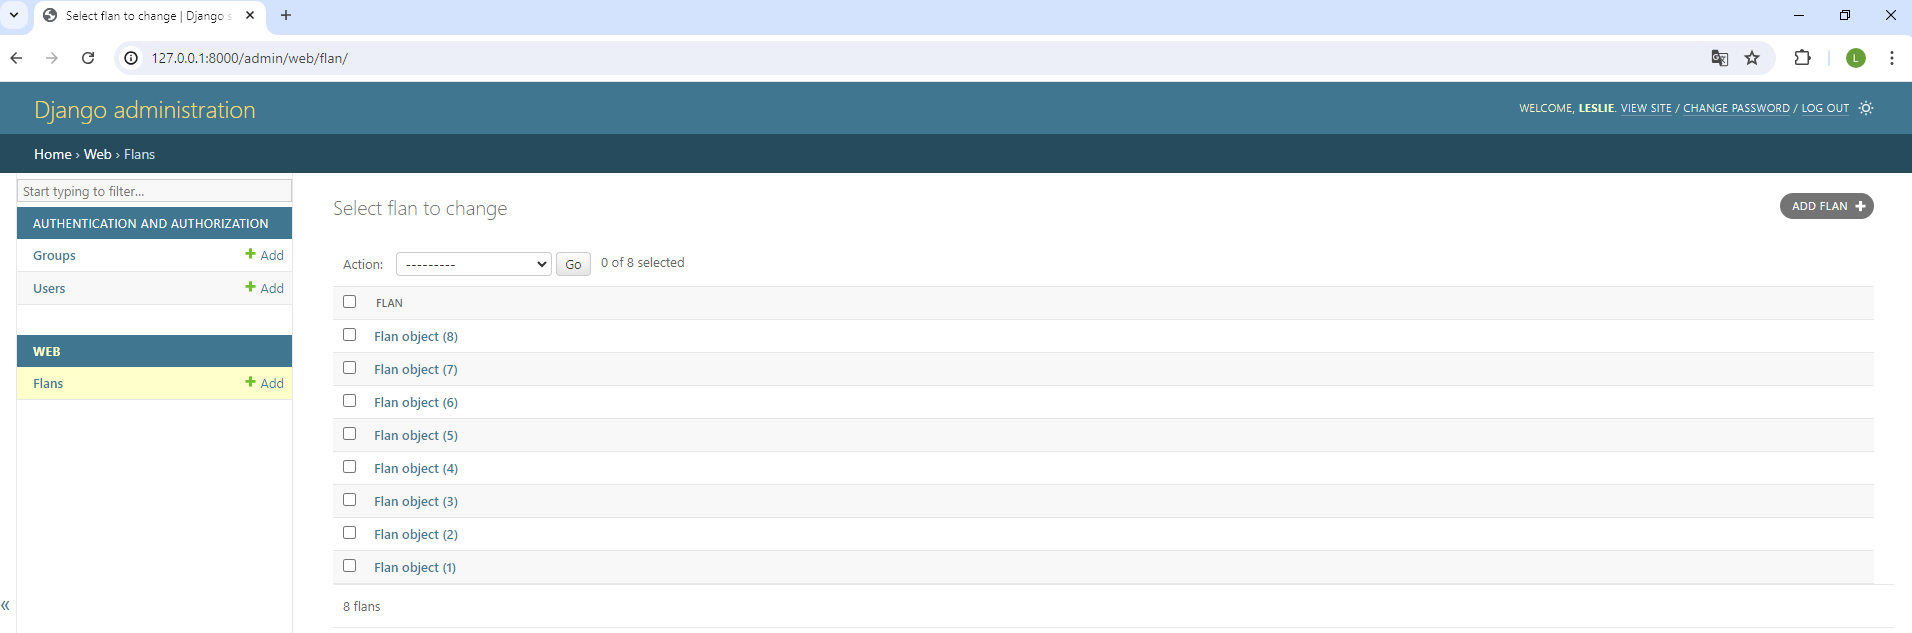 Select flan to change | Django s
127.0.0.1:8000/admin/web/flan/
L
Django administration
WELCOME, LESLIE. VIEW SITE / CHANGE PASSWORD / LOG OUT
Home › Web › Flans
Start typing to filter...
AUTHENTICATION AND AUTHORIZATION
Groups + Add
Users + Add
WEB
Flans + Add
«
Select flan to change
ADD FLAN +
Action: --------- Go 0 of 8 selected
FLAN
Flan object (8)
Flan object (7)
Flan object (6)
Flan object (5)
Flan object (4)
Flan object (3)
Flan object (2)
Flan object (1)
8 flans